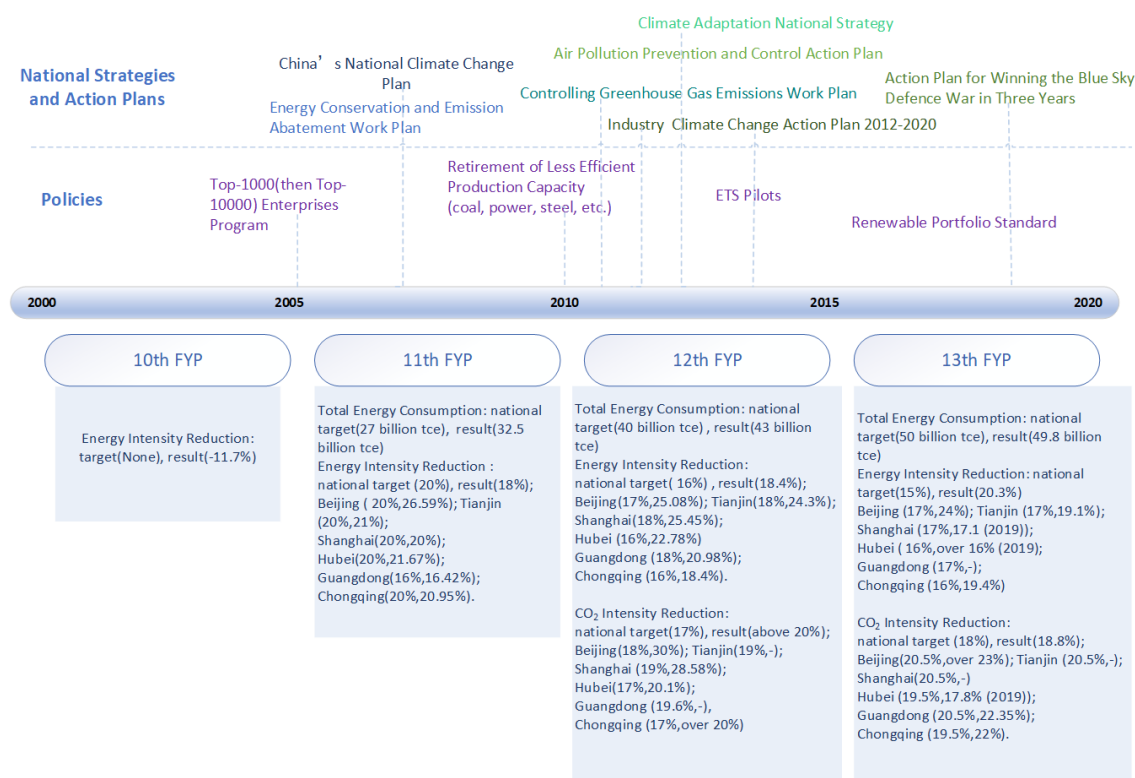 Climate Adaptation National Strategy
Air Pollution Prevention and Control Action Plan
National Strategies
and Action Plans
China’s National Climate Change
Plan
Energy Conservation and Emission
Abatement Work Plan
Controlling Greenhouse Gas Emissions Work Plan
Industry Climate Change Action Plan 2012-2020
Action Plan for Winning the Blue Sky
Defence War in Three Years
Policies
Top-1000(then Top-
10000) Enterprises
Program
Retirement of Less Efficient
Production Capacity
(coal, power, steel, etc.)
ETS Pilots
Renewable Portfolio Standard
2000
2005
2010
2015
2020
10th FYP
Energy Intensity Reduction:
target(None), result(-11.7%)
11th FYP
Total Energy Consumption: national
target(27 billion tce), result(32.5
billion tce)
Energy Intensity Reduction :
national target (20%), result(18%);
Beijing ( 20%,26.59%); Tianjin
(20%,21%);
Shanghai(20%,20%);
Hubei(20%,21.67%);
Guangdong(16%,16.42%);
Chongqing(20%,20.95%).
12th FYP
Total Energy Consumption: national
target(40 billion tce) , result(43 billion
tce)
Energy Intensity Reduction:
national target( 16%) , result(18.4%);
Beijing(17%,25.08%); Tianjin(18%,24.3%);
Shanghai(18%,25.45%);
Hubei (16%,22.78%)
Guangdong (18%,20.98%);
Chongqing (16%,18.4%).
CO₂ Intensity Reduction:
national target(17%), result(above 20%);
Beijing(18%,30%); Tianjin(19%,-);
Shanghai (19%,28.58%);
Hubei(17%,20.1%);
Guangdong (19.6%,-),
Chongqing (17%,over 20%)
13th FYP
Total Energy Consumption: national
target(50 billion tce), result(49.8 billion
tce)
Energy Intensity Reduction: national
target(15%), result(20.3%)
Beijing (17%,24%); Tianjin (17%,19.1%);
Shanghai (17%,17.1 (2019));
Hubei ( 16%,over 16% (2019);
Guangdong (17%,-);
Chongqing (16%,19.4%)
CO₂ Intensity Reduction:
national target (18%), result(18.8%);
Beijing(20.5%,over 23%); Tianjin (20.5%,-);
Shanghai(20.5%,-)
Hubei (19.5%,17.8% (2019));
Guangdong (20.5%,22.35%);
Chongqing (19.5%,22%).